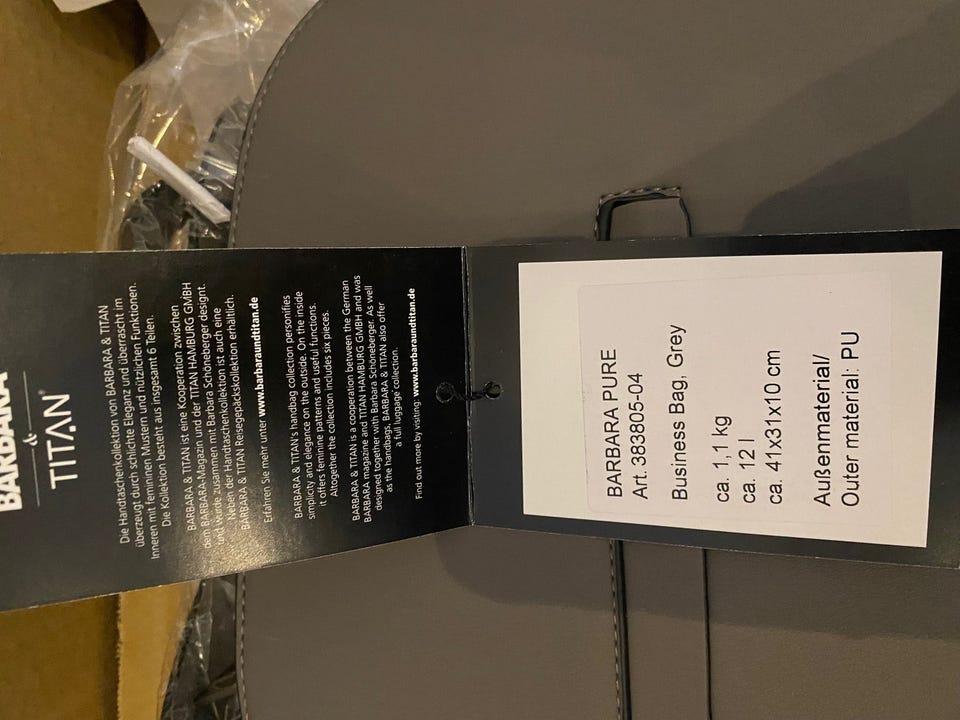 BARBARA
&
TITAN®
Die Handtaschenkollektion von BARBARA & TITAN
überzeugt durch schlichte Eleganz und überrascht im
Inneren mit femininen Mustern und nützlichen Funktionen.
Die Kollektion besteht aus insgesamt 6 Teilen.
BARBARA & TITAN ist eine Kooperation zwischen
dem BARBARA-Magazin und der TITAN HAMBURG GMBH
und wurde zusammen mit Barbara Schöneberger designt.
Neben der Handtaschenkollektion ist auch eine
BARBARA & TITAN Reisegepäckskollektion erhältlich.
Erfahren Sie mehr unter www.barbaraundtitan.de
BARBARA & TITAN's handbag collection personifies
simplicity and elegance on the outside. On the inside
it offers feminine patterns and useful functions.
Altogether the collection includes six pieces.
BARBARA & TITAN is a cooperation between the German
BARBARA magazine and TITAN HAMBURG GMBH and was
designed together with Barbara Schöneberger. As well
as the handbags, BARBARA & TITAN also offer
a full luggage collection.
Find out more by visiting: www.barbaraundtitan.de
BARBARA PURE
Art. 383805-04
Business Bag, Grey
ca. 1,1 kg
ca. 12 l
ca. 41x31x10 cm
Außenmaterial/
Outer material: PU